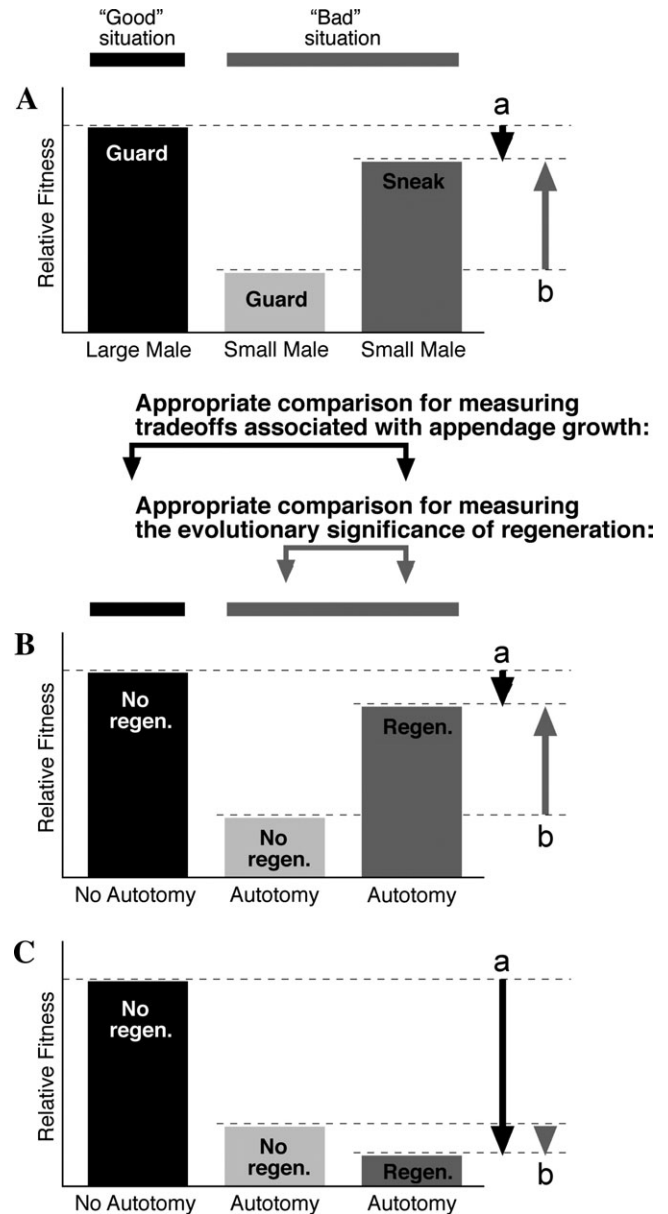 “Good” “Bad”
situation situation
A
a
Relative Fitness
Guard
Sneak
Guard
b
Large Male Small Male Small Male
Appropriate comparison for measuring
tradeoffs associated with appendage growth:
Appropriate comparison for measuring
the evolutionary significance of regeneration:
B
a
Relative Fitness
No
regen.
Regen.
No
regen.
b
No Autotomy Autotomy Autotomy
C
a
Relative Fitness
No
regen.
No
regen.
Regen.
b
No Autotomy Autotomy Autotomy